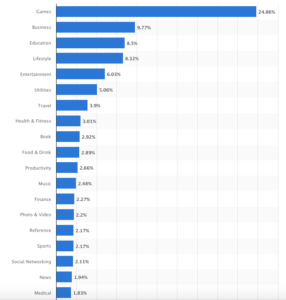 Games 24.86%
Business 9.77%
Education 8.5%
Lifestyle 8.32%
Entertainment 6.03%
Utilities 5.06%
Travel 3.9%
Health & Fitness 3.01%
Book 2.92%
Food & Drink 2.89%
Productivity 2.66%
Music 2.48%
Finance 2.27%
Photo & Video 2.2%
Reference 2.17%
Sports 2.17%
Social Networking 2.11%
News 1.94%
Medical 1.83%